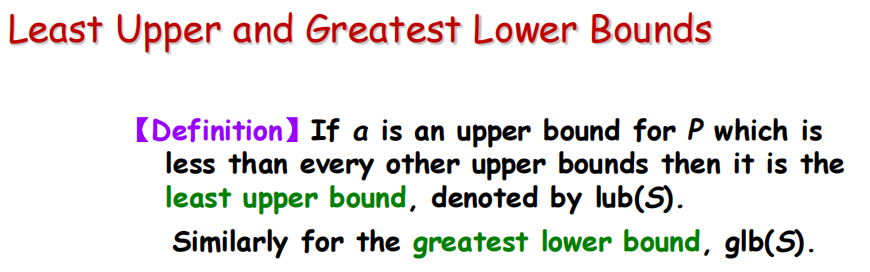 Least Upper and Greatest Lower Bounds
【Definition】If a is an upper bound for P which is
less than every other upper bounds then it is the
least upper bound, denoted by lub(S).
Similarly for the greatest lower bound, glb(S).